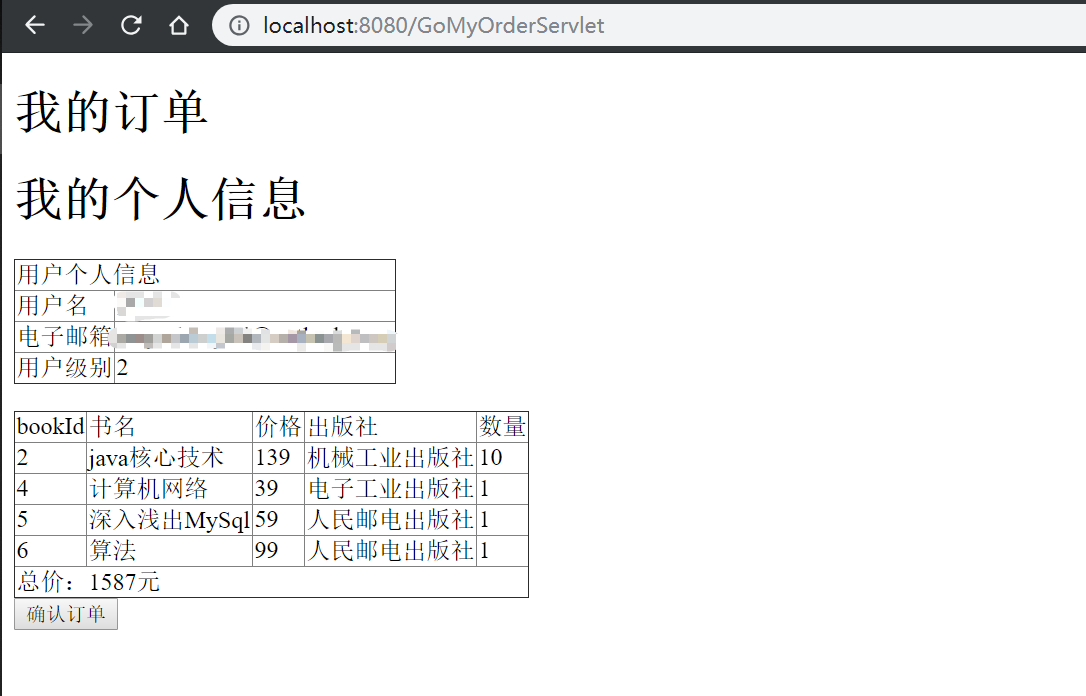 localhost:8080/GoMyOrderServlet
我的订单
我的个人信息
用户个人信息
用户名
电子邮箱
用户级别 2
bookId 书名 价格 出版社 数量
2 java核心技术 139 机械工业出版社 10
4 计算机网络 39 电子工业出版社 1
5 深入浅出MySql 59 人民邮电出版社 1
6 算法 99 人民邮电出版社 1
总价：1587元
确认订单